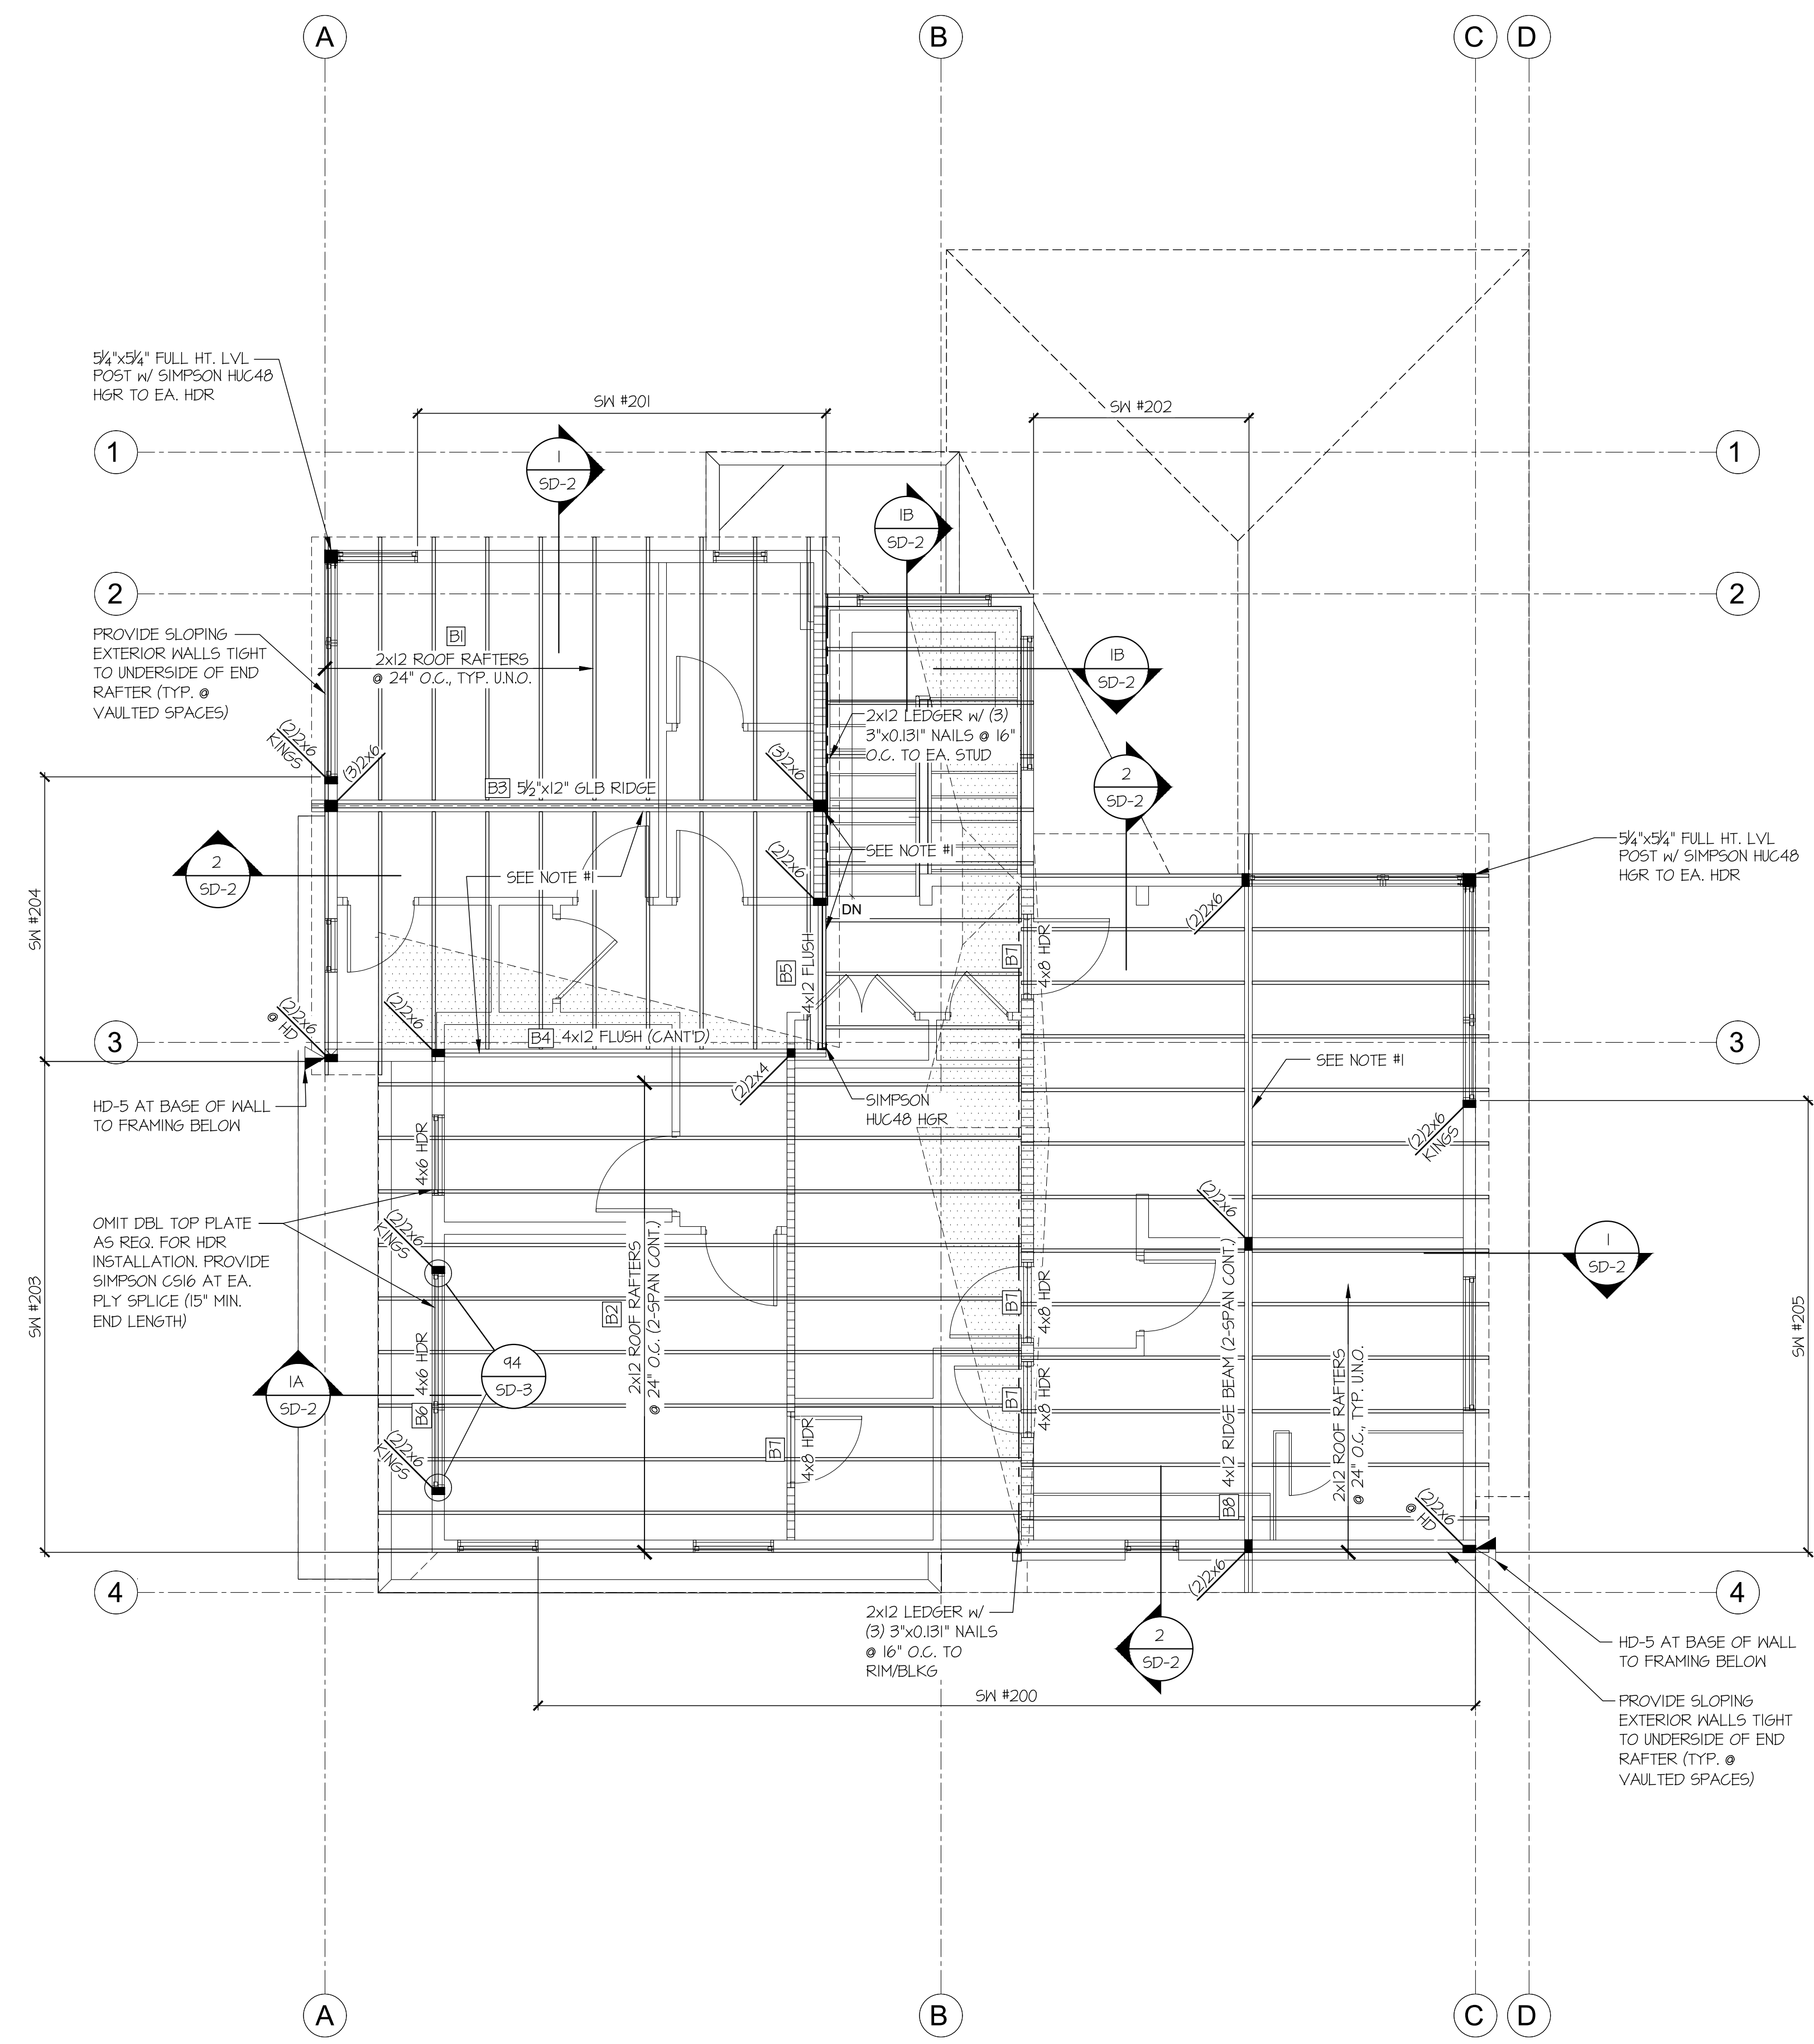 A
B
C
D
5¼"x5¼" FULL HT. LVL
POST w/ SIMPSON HUC48
HGR TO EA. HDR
SW #201
SW #202
1
1
1
SD-2
1B
SD-2
2
2
PROVIDE SLOPING
EXTERIOR WALLS TIGHT
TO UNDERSIDE OF END
RAFTER (TYP. @
VAULTED SPACES)
B1
2x12 ROOF RAFTERS
@ 24" O.C., TYP. U.N.O.
1B
SD-2
2x12 LEDGER w/ (3)
3"x0.131" NAILS @ 16"
O.C. TO EA. STUD
(2)2x6
KINGS
(3)2x6
(3)2x6
B3 5½"x12" GLB RIDGE
2
SD-2
SEE NOTE #1
2
SD-2
SEE NOTE #1
(2)2x6
DN
5¼"x5¼" FULL HT. LVL
POST w/ SIMPSON HUC48
HGR TO EA. HDR
(2)2x6
SW #204
B5
4x12 FLUSH
B7
4x8 HDR
(2)2x6
@ HD
(2)2x6
B4 4x12 FLUSH (CANT'D)
3
3
SEE NOTE #1
(2)2x4
SIMPSON
HUC48 HGR
HD-5 AT BASE OF WALL
TO FRAMING BELOW
4x6 HDR
(2)2x6
KINGS
OMIT DBL TOP PLATE
AS REQ. FOR HDR
INSTALLATION. PROVIDE
SIMPSON CS16 AT EA.
PLY SPLICE (15" MIN.
END LENGTH)
(2)2x6
KINGS
(2)2x6
1
SD-2
SW #203
B2
2x12 ROOF RAFTERS
@ 24" O.C. (2-SPAN CONT.)
B7
4x8 HDR
SW #205
94
SD-3
1A
SD-2
B6
4x6 HDR
B7
4x8 HDR
B8 4x12 RIDGE BEAM (2-SPAN CONT.)
2x12 ROOF RAFTERS
@ 24" O.C., TYP. U.N.O.
(2)2x6
KINGS
B7
4x8 HDR
(2)2x6
@ HD
(2)2x6
4
4
2x12 LEDGER w/
(3) 3"x0.131" NAILS
@ 16" O.C. TO
RIM/BLKG
2
SD-2
HD-5 AT BASE OF WALL
TO FRAMING BELOW
SW #200
PROVIDE SLOPING
EXTERIOR WALLS TIGHT
TO UNDERSIDE OF END
RAFTER (TYP. @
VAULTED SPACES)
A
B
C
D